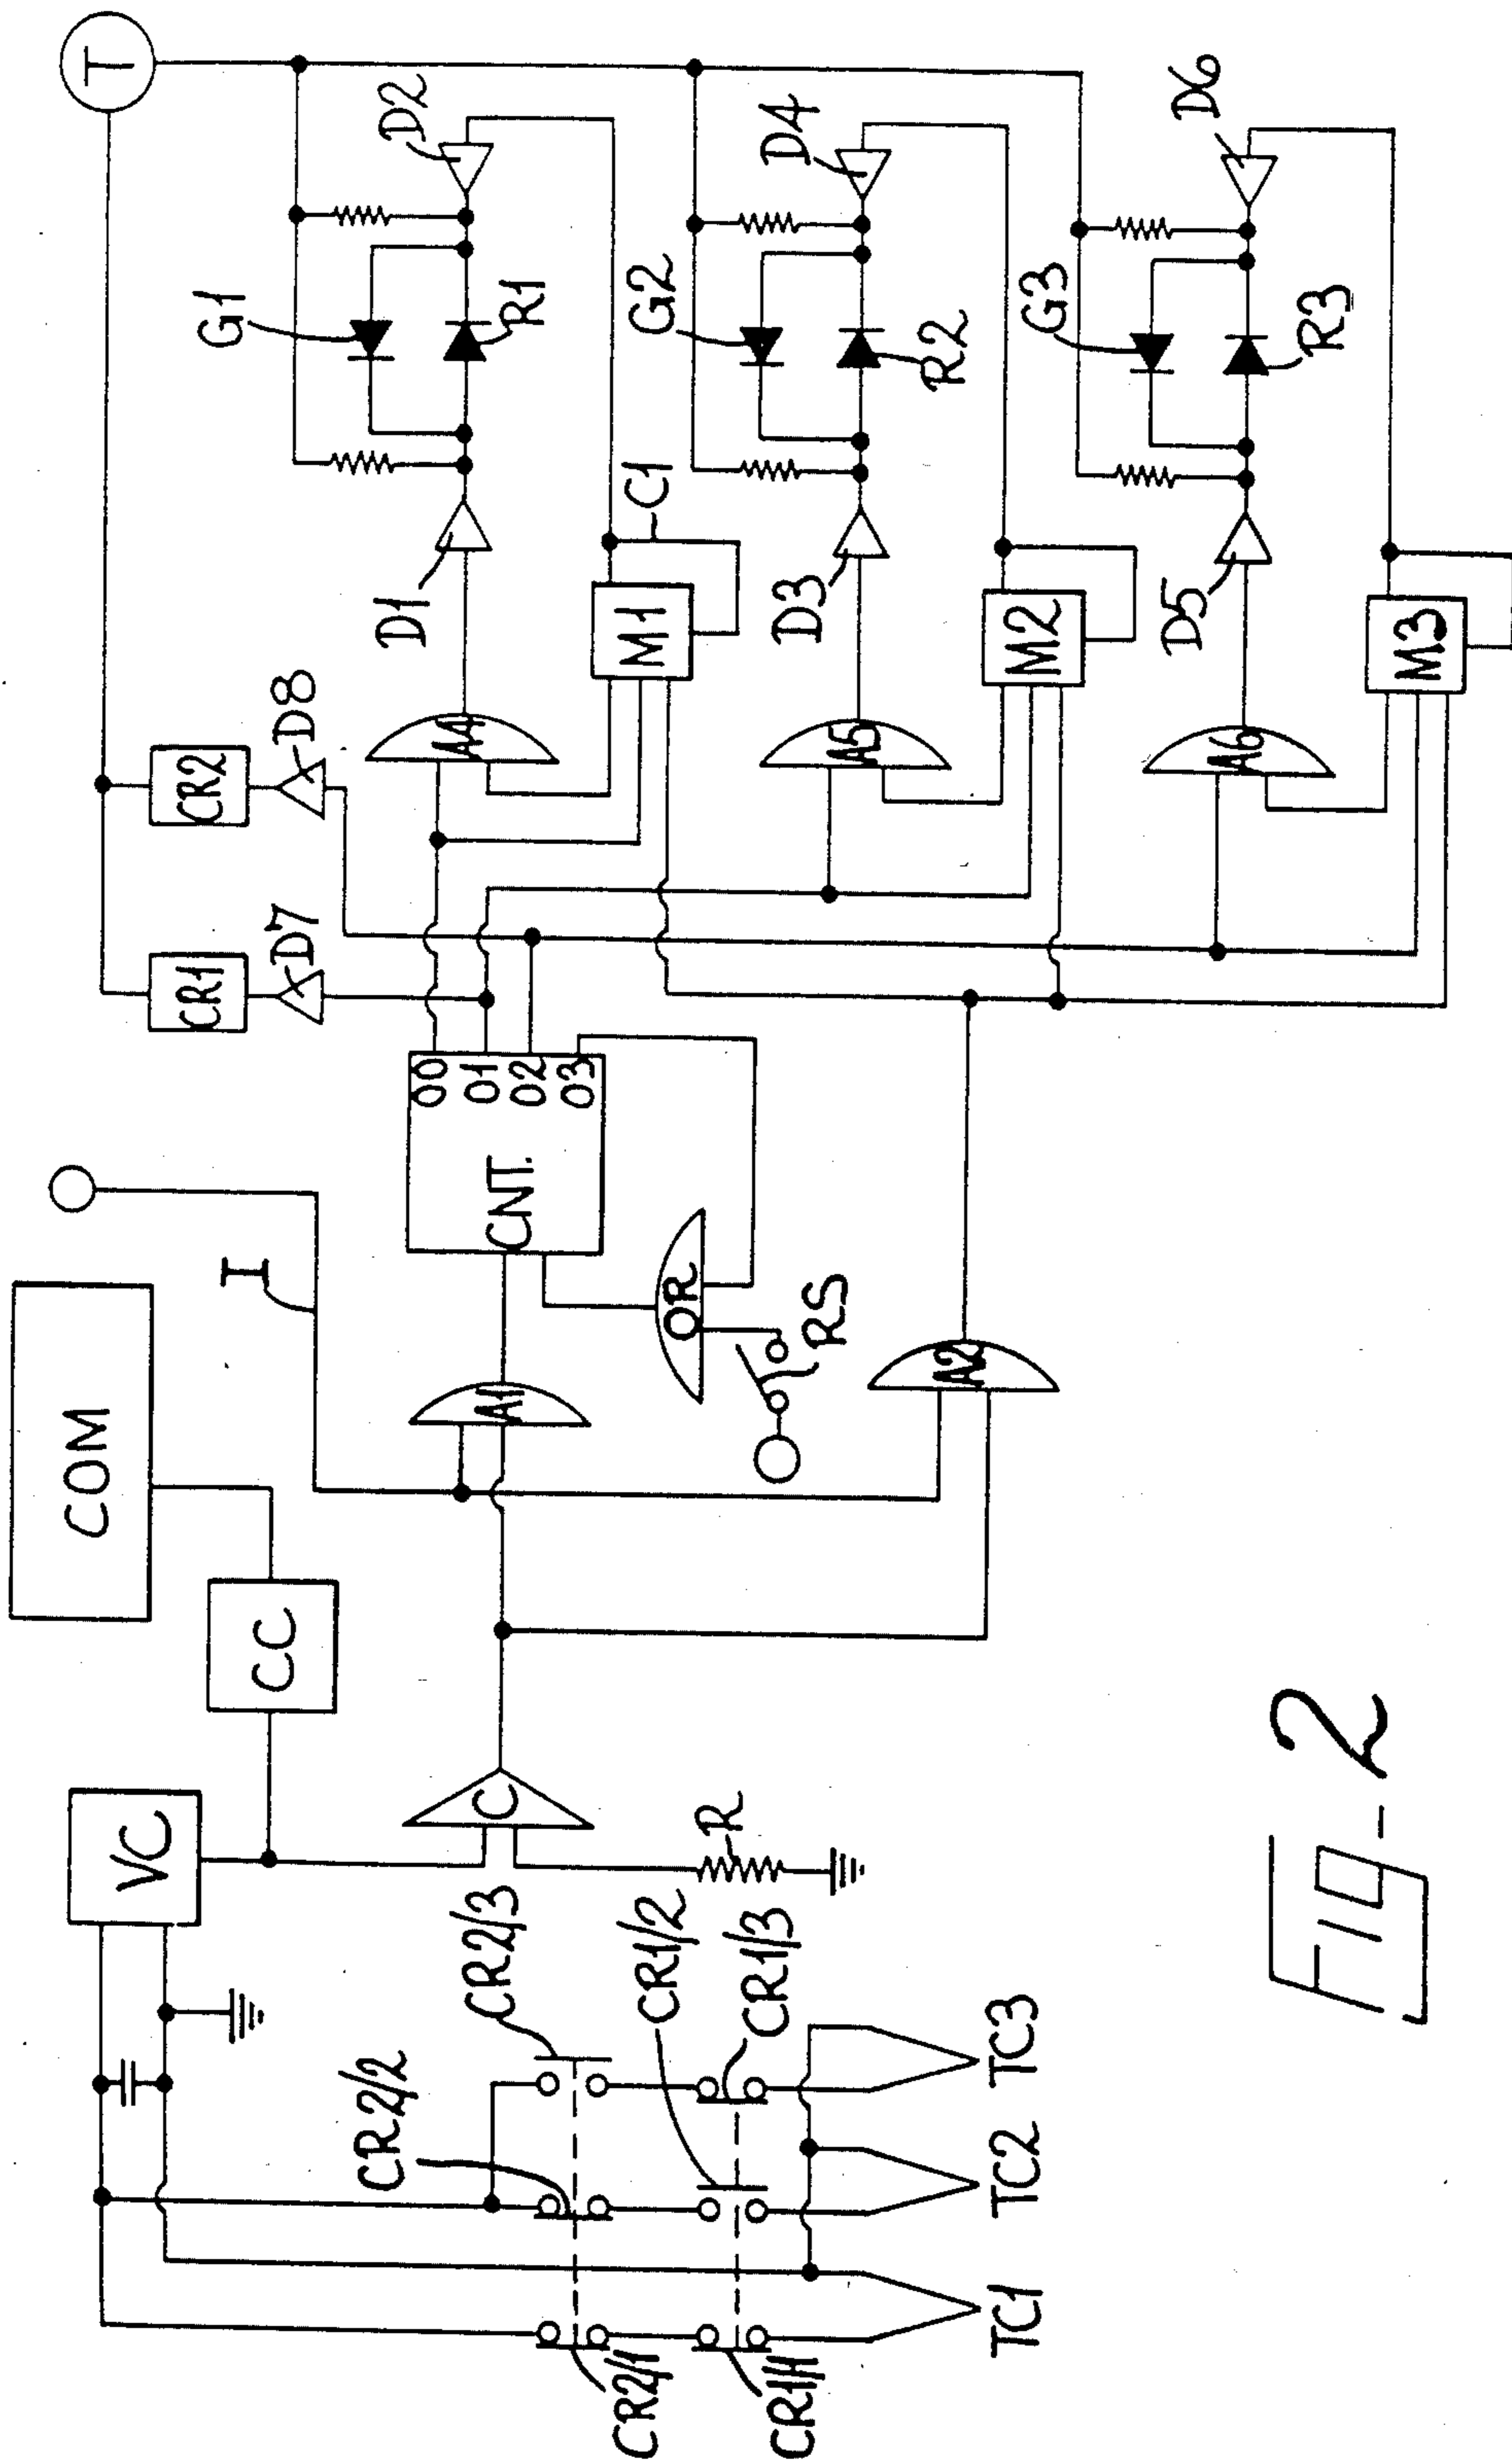 COM
I
VC
CC
T
CR1
CR2
D7
D8
CR2/2
CR2/3
C
A1
CNT.
00
01
02
03
A4
D1
G1
R1
D2
CR2/1
CR1/1
CR1/2
CR1/3
R
OR
RS
M1
C1
TC1
TC2
TC3
A2
A5
D3
G2
R2
D4
M2
A6
D5
G3
R3
D6
M3
Fig-2